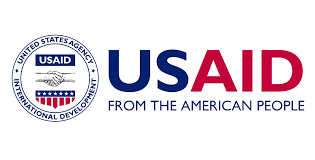 UNITED STATES AGENCY
USAID
INTERNATIONAL DEVELOPMENT
USAID
FROM THE AMERICAN PEOPLE